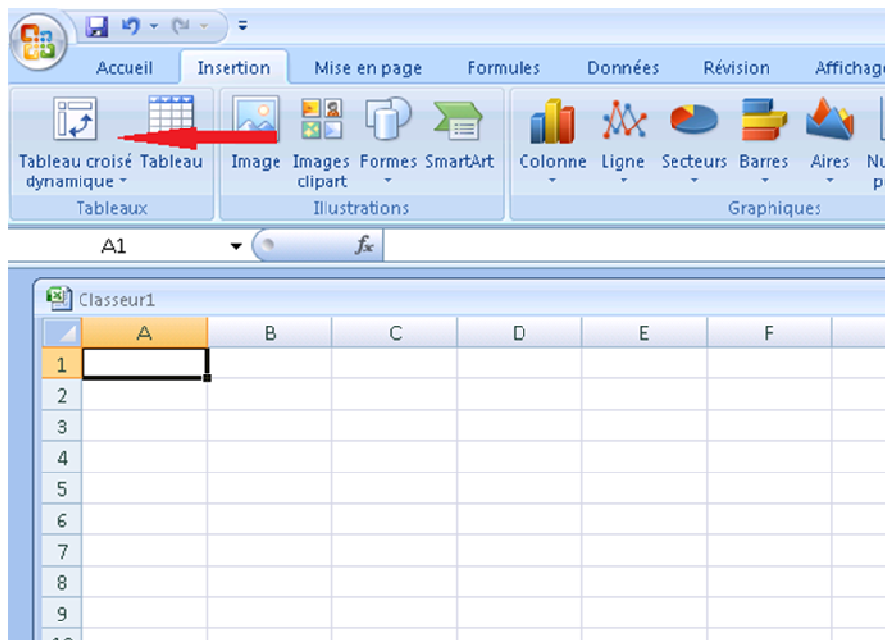 Accueil Insertion Mise en page Formules Données Révision Affichage
Tableau croisé dynamique Tableau Image Images clipart Formes SmartArt Colonne Ligne Secteurs Barres Aires
Tableaux Illustrations Graphiques
A1 fx
Classeur1
A B C D E F
1
2
3
4
5
6
7
8
9